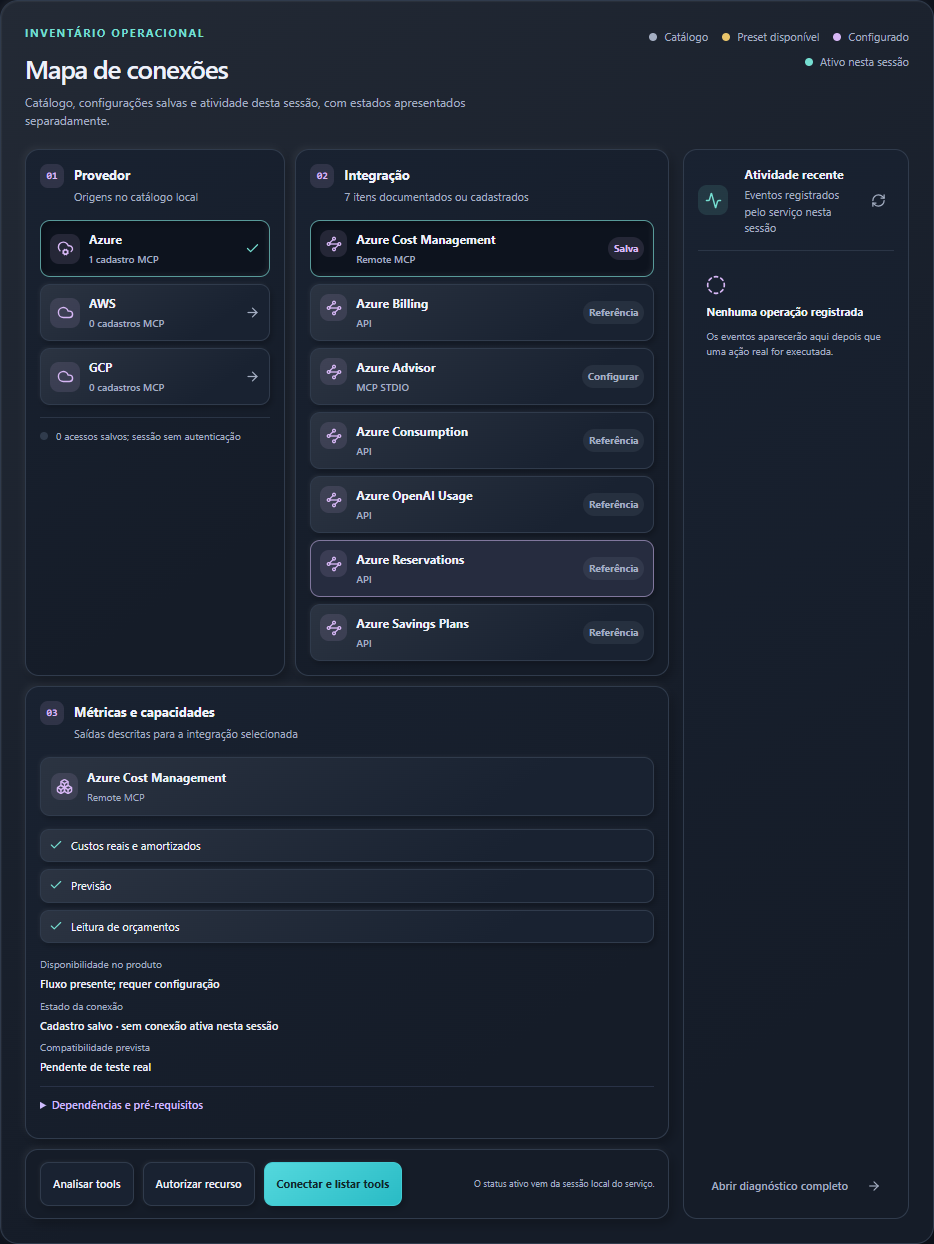 INVENTÁRIO OPERACIONAL
Mapa de conexões
Catálogo, configurações salvas e atividade desta sessão, com estados apresentados
separadamente.
Catálogo
Preset disponível
Configurado
Ativo nesta sessão
01
Provedor
Origens no catálogo local
Azure
1 cadastro MCP
AWS
0 cadastros MCP
GCP
0 cadastros MCP
0 acessos salvos; sessão sem autenticação
02
Integração
7 itens documentados ou cadastrados
Azure Cost Management
Remote MCP
Salva
Azure Billing
API
Referência
Azure Advisor
MCP STDIO
Configurar
Azure Consumption
API
Referência
Azure OpenAI Usage
API
Referência
Azure Reservations
API
Referência
Azure Savings Plans
API
Referência
Atividade recente
Eventos registrados
pelo serviço nesta
sessão
Nenhuma operação registrada
Os eventos aparecerão aqui depois que
uma ação real for executada.
03
Métricas e capacidades
Saídas descritas para a integração selecionada
Azure Cost Management
Remote MCP
Custos reais e amortizados
Previsão
Leitura de orçamentos
Disponibilidade no produto
Fluxo presente; requer configuração
Estado da conexão
Cadastro salvo · sem conexão ativa nesta sessão
Compatibilidade prevista
Pendente de teste real
Dependências e pré-requisitos
Analisar tools
Autorizar recurso
Conectar e listar tools
O status ativo vem da sessão local do serviço.
Abrir diagnóstico completo